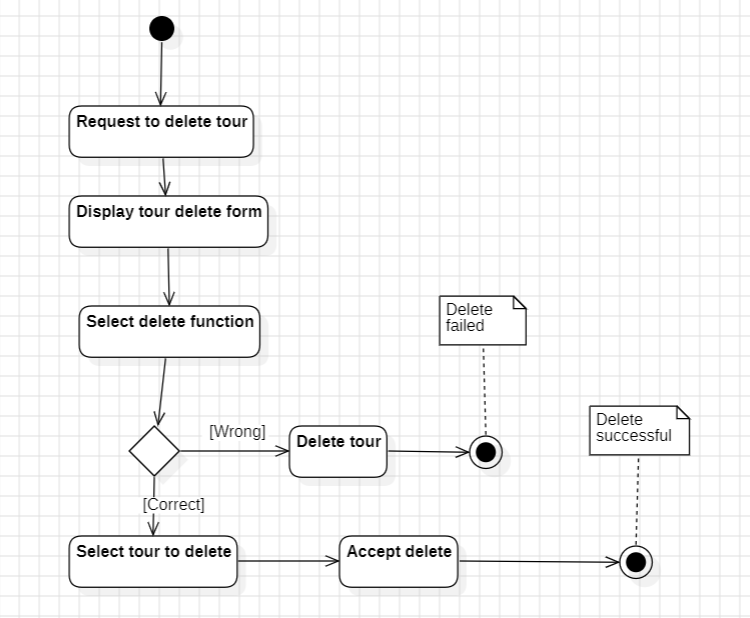 Request to delete tour
Display tour delete form
Select delete function
Delete
failed
[Wrong]
Delete tour
Delete
successful
[Correct]
Select tour to delete
Accept delete